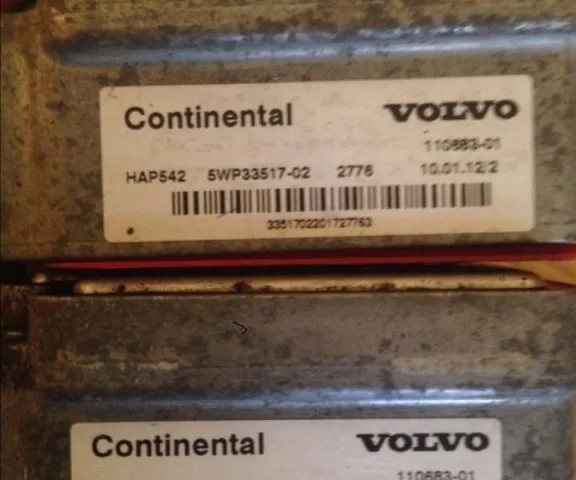 Continental VOLVO
110683-01
HAP542 5WP33517-02 2776 10.01.12/2
3351702201727763
Continental VOLVO
110683-01